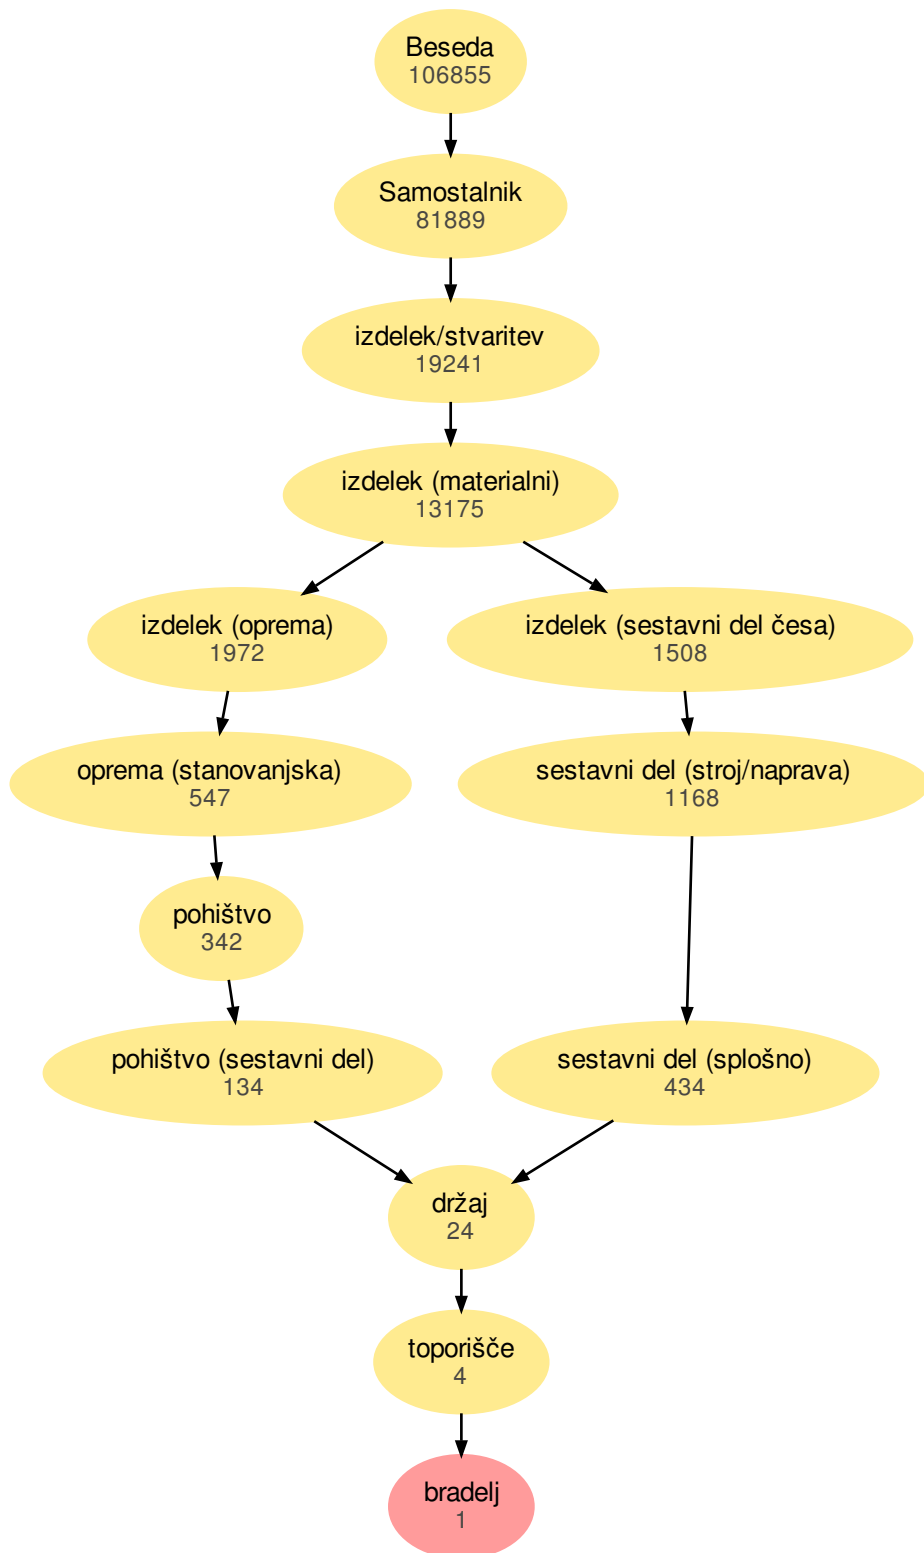 Beseda
106855
Samostalnik
81889
izdelek/stvaritev
19241
izdelek (materialni)
13175
izdelek (oprema)
1972
izdelek (sestavni del česa)
1508
oprema (stanovanjska)
547
sestavni del (stroj/naprava)
1168
pohištvo
342
pohištvo (sestavni del)
134
sestavni del (splošno)
434
držaj
24
toporišče
4
bradelj
1